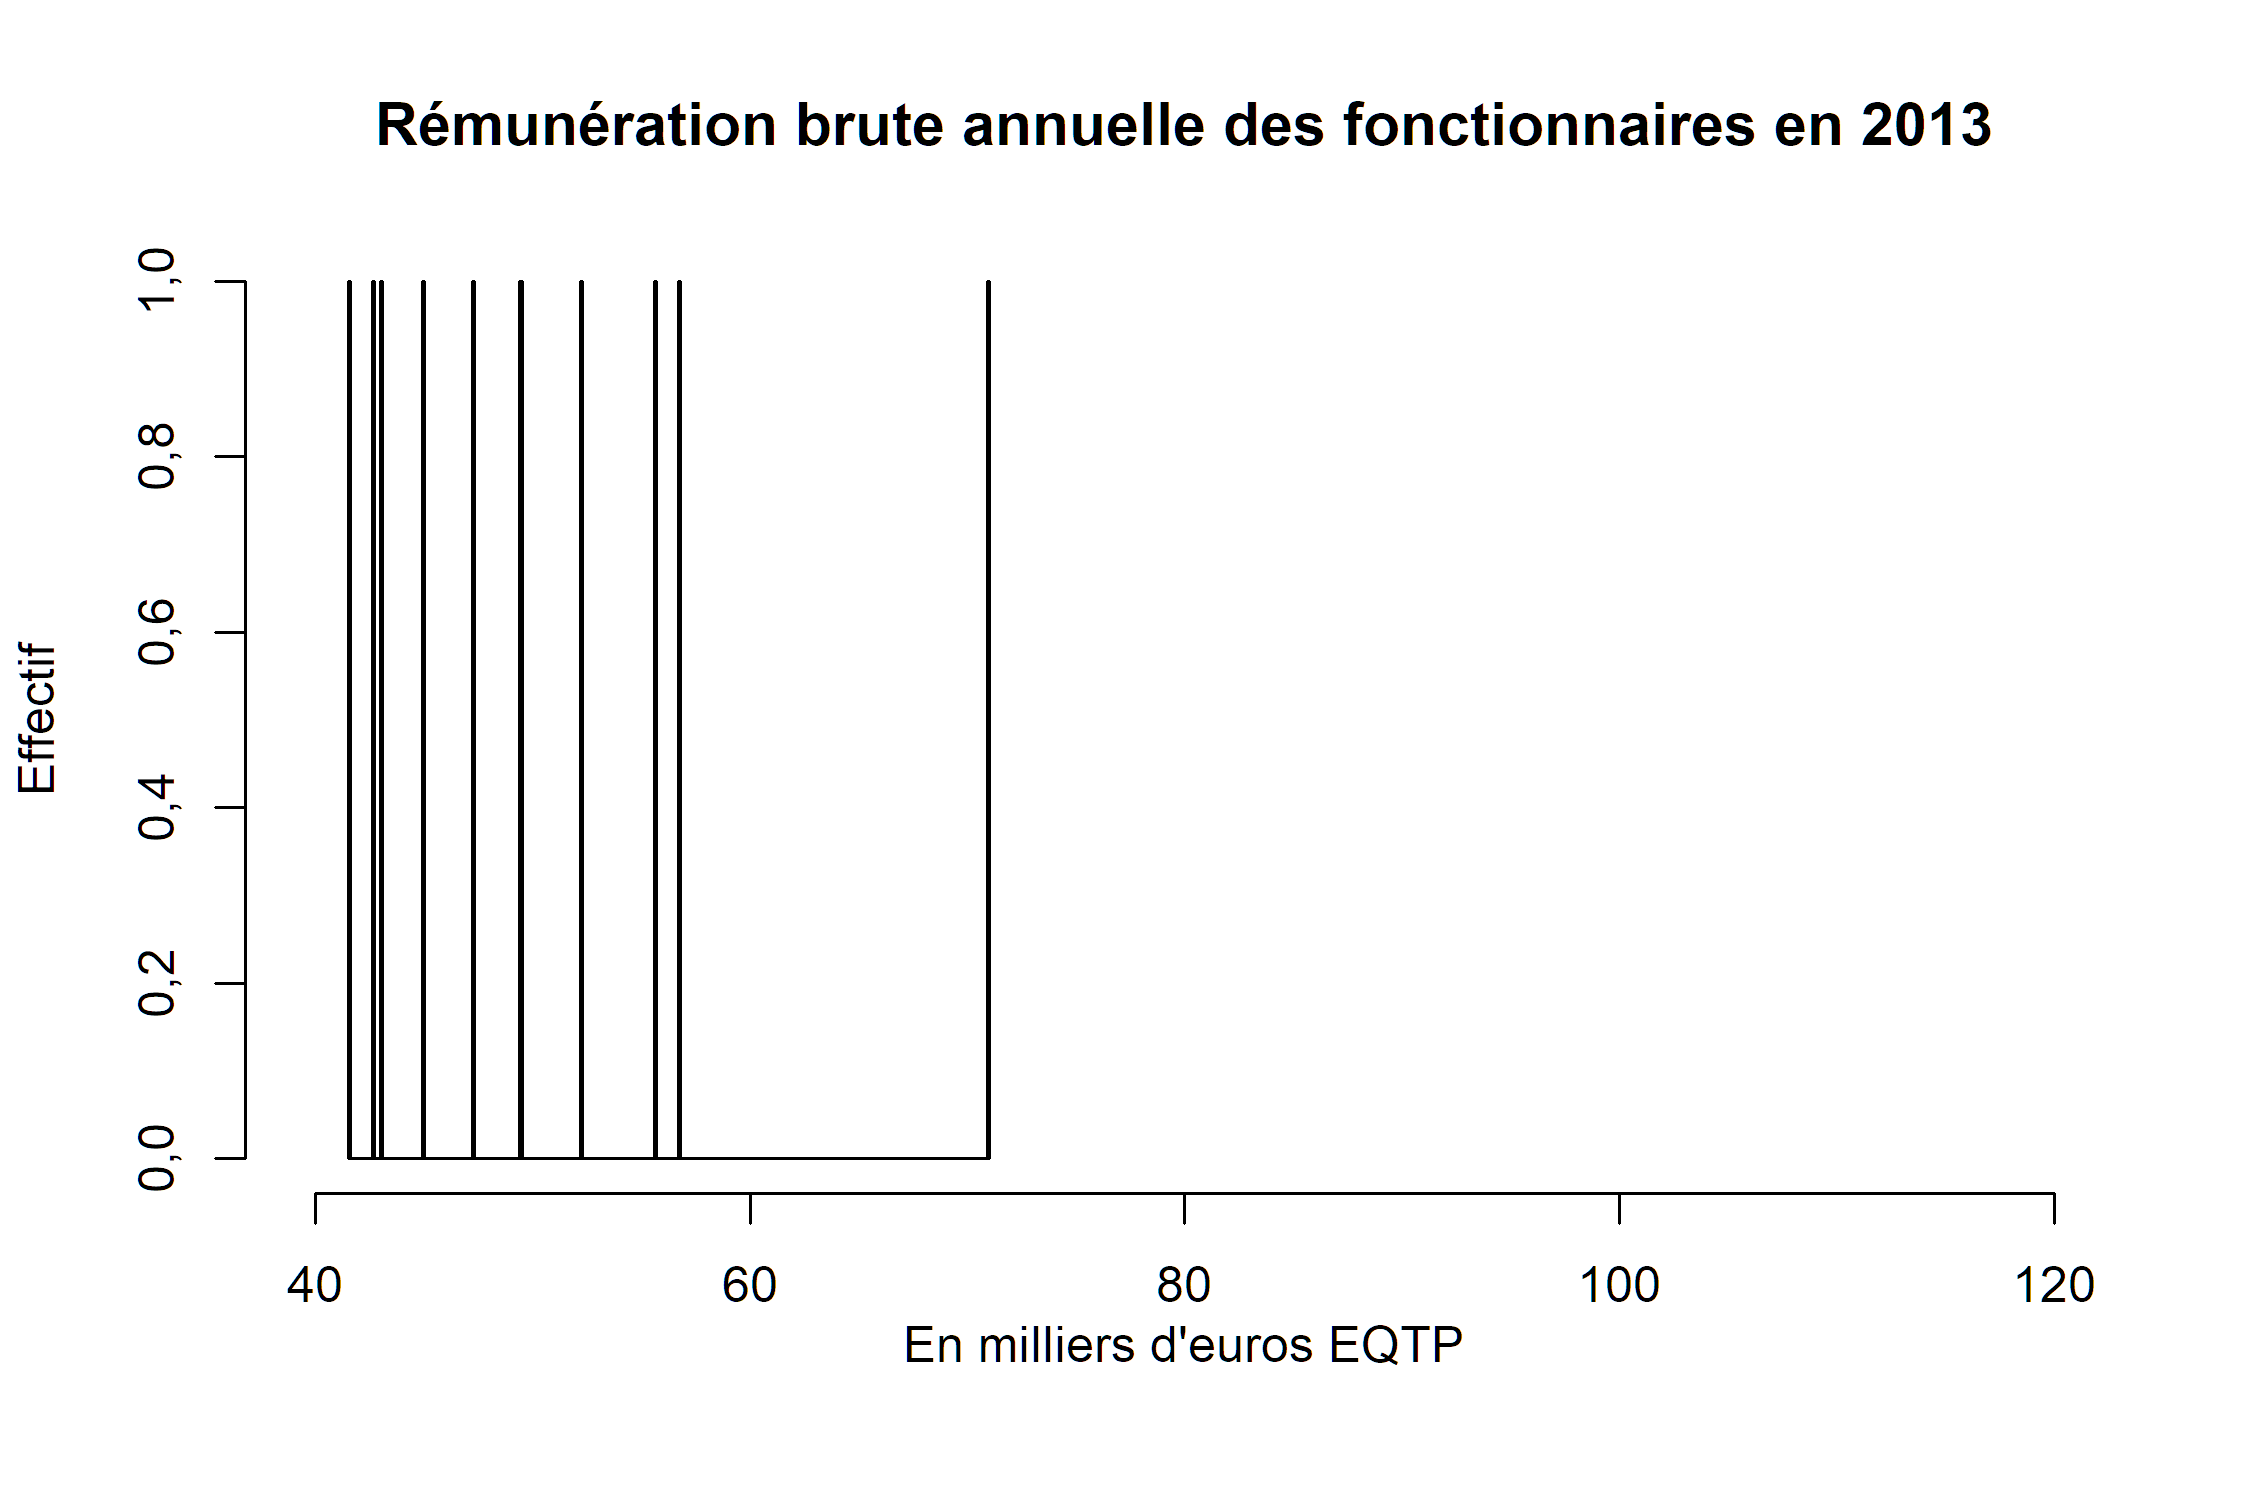 Rémunération brute annuelle des fonctionnaires en 2013
Effectif
1,0
0,8
0,6
0,4
0,2
0,0
40 60 80 100 120
En milliers d'euros EQTP